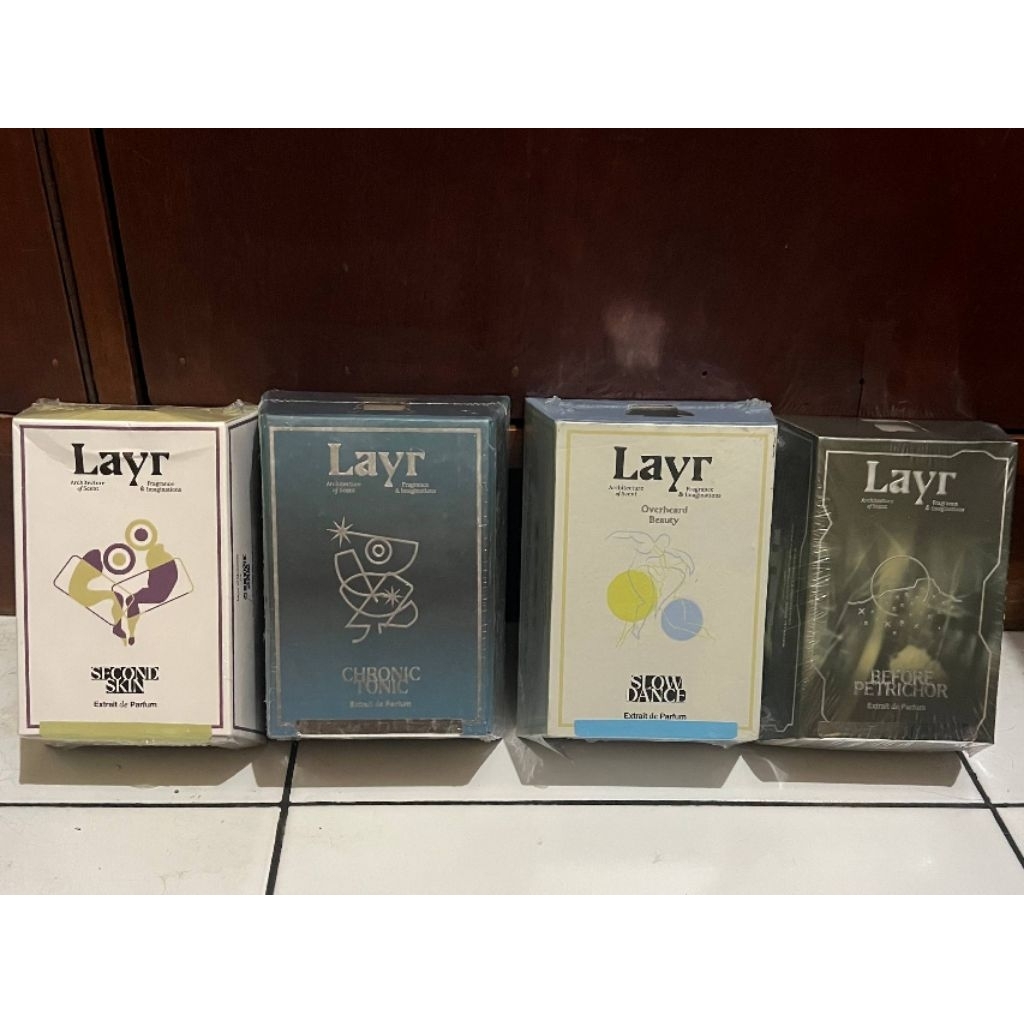 Layr
Architecture
of Scent
Fragrance
& Imaginations
SECOND
SKIN
Extrait de Parfum
Layr
Architecture
of Scent
Fragrance
& Imaginations
CHRONIC
TONIC
Extrait de Parfum
Layr
Architecture
of Scent
Fragrance
& Imaginations
Overheard
Beauty
SLOW
DANCE
Extrait de Parfum
Layr
Architecture
of Scent
Fragrance
& Imaginations
BEFORE
PETRICHOR
Extrait de Parfum